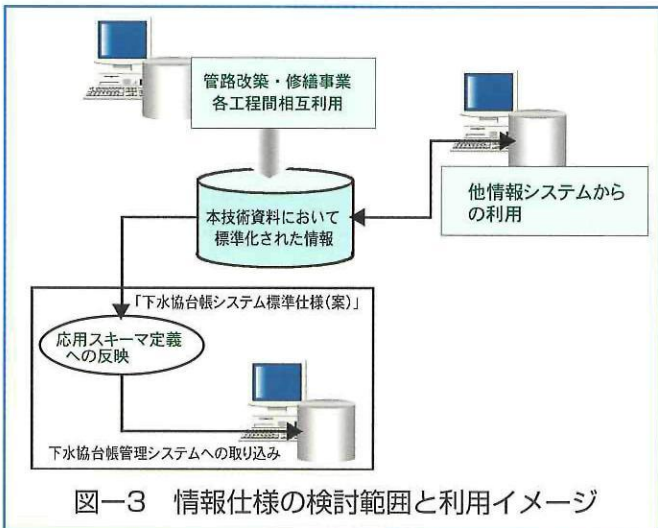 管路改築・修繕事業
各工程間相互利用
他情報システムから
の利用
本技術資料において
標準化された情報
「下水協台帳システム標準仕様(案)」
応用スキーマ定義
への反映
下水協台帳管理システムへの取り込み
図ー3 情報仕様の検討範囲と利用イメージ